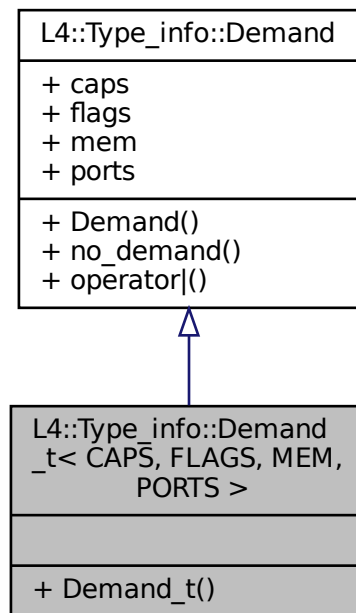 L4::Type_info::Demand
+ caps
+ flags
+ mem
+ ports
+ Demand()
+ no_demand()
+ operator|()
L4::Type_info::Demand
_t< CAPS, FLAGS, MEM,
PORTS >
+ Demand_t()